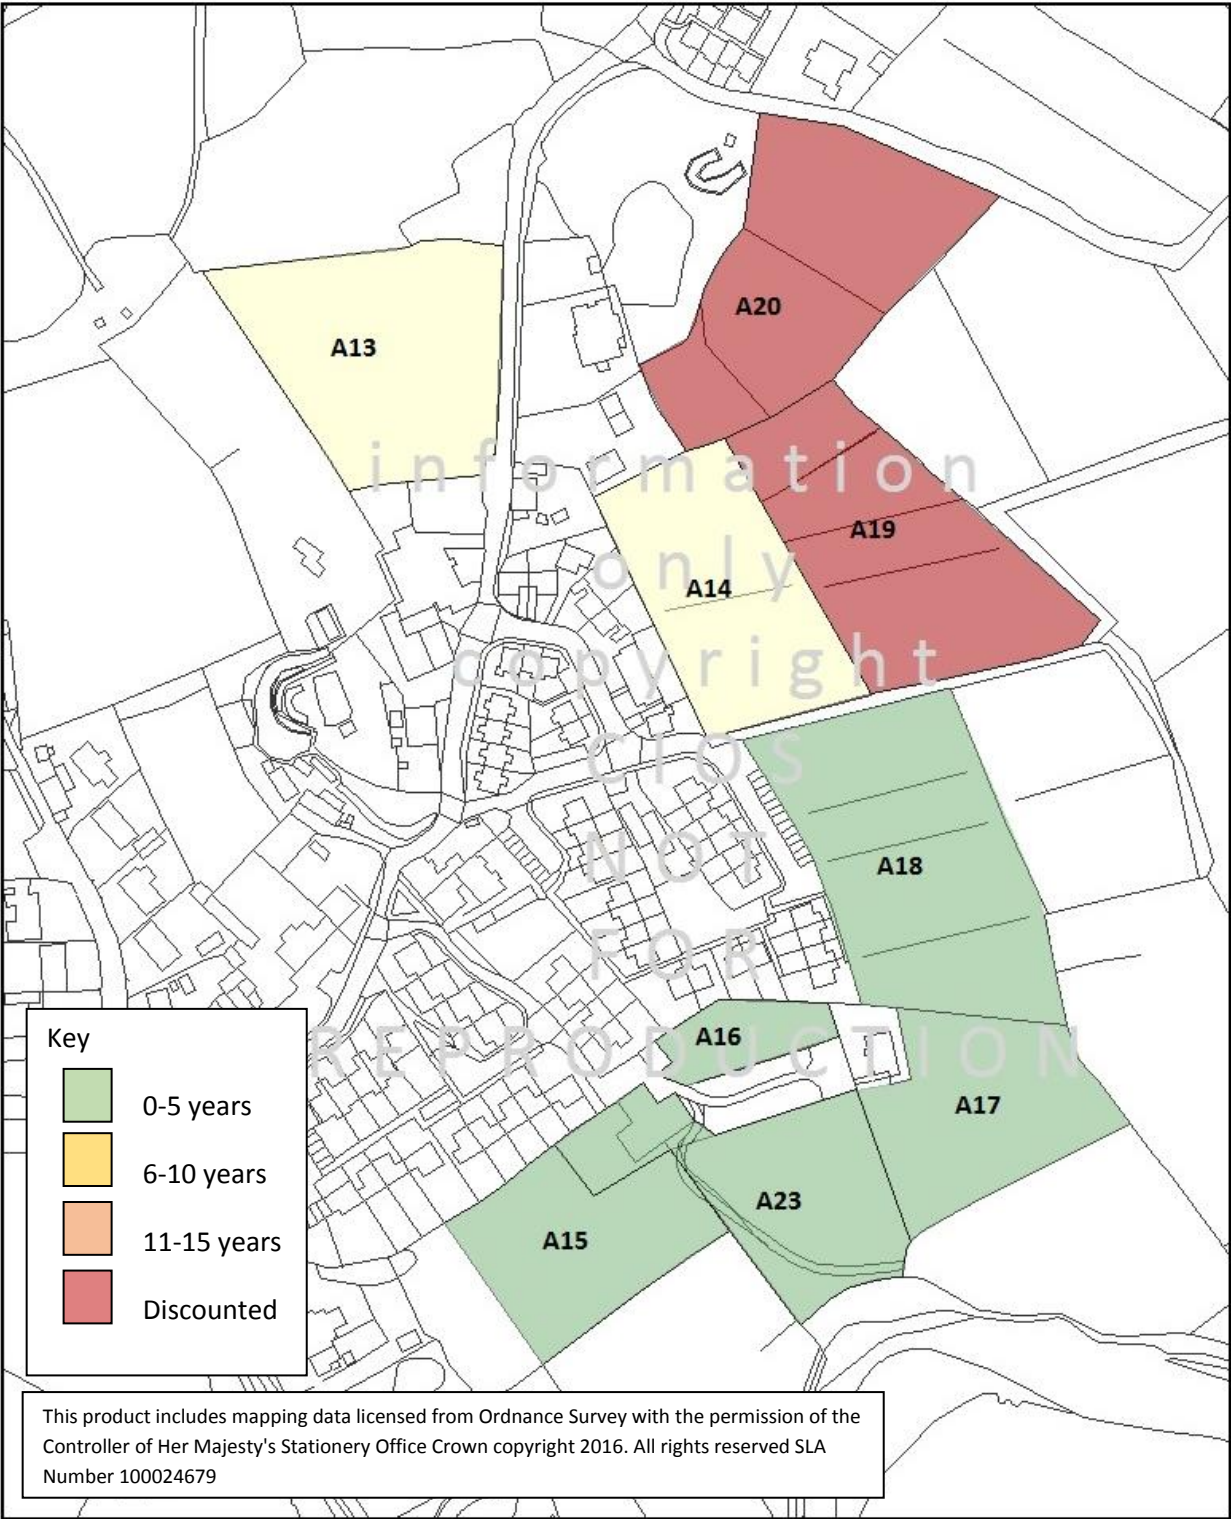 A20
A13
information
A19
only
A14
copyright
CIOS
NOT
A18
FOR
REPRODUCTION
A16
A17
A23
A15
Key
0-5 years
6-10 years
11-15 years
Discounted
This product includes mapping data licensed from Ordnance Survey with the permission of the
Controller of Her Majesty's Stationery Office Crown copyright 2016. All rights reserved SLA
Number 100024679